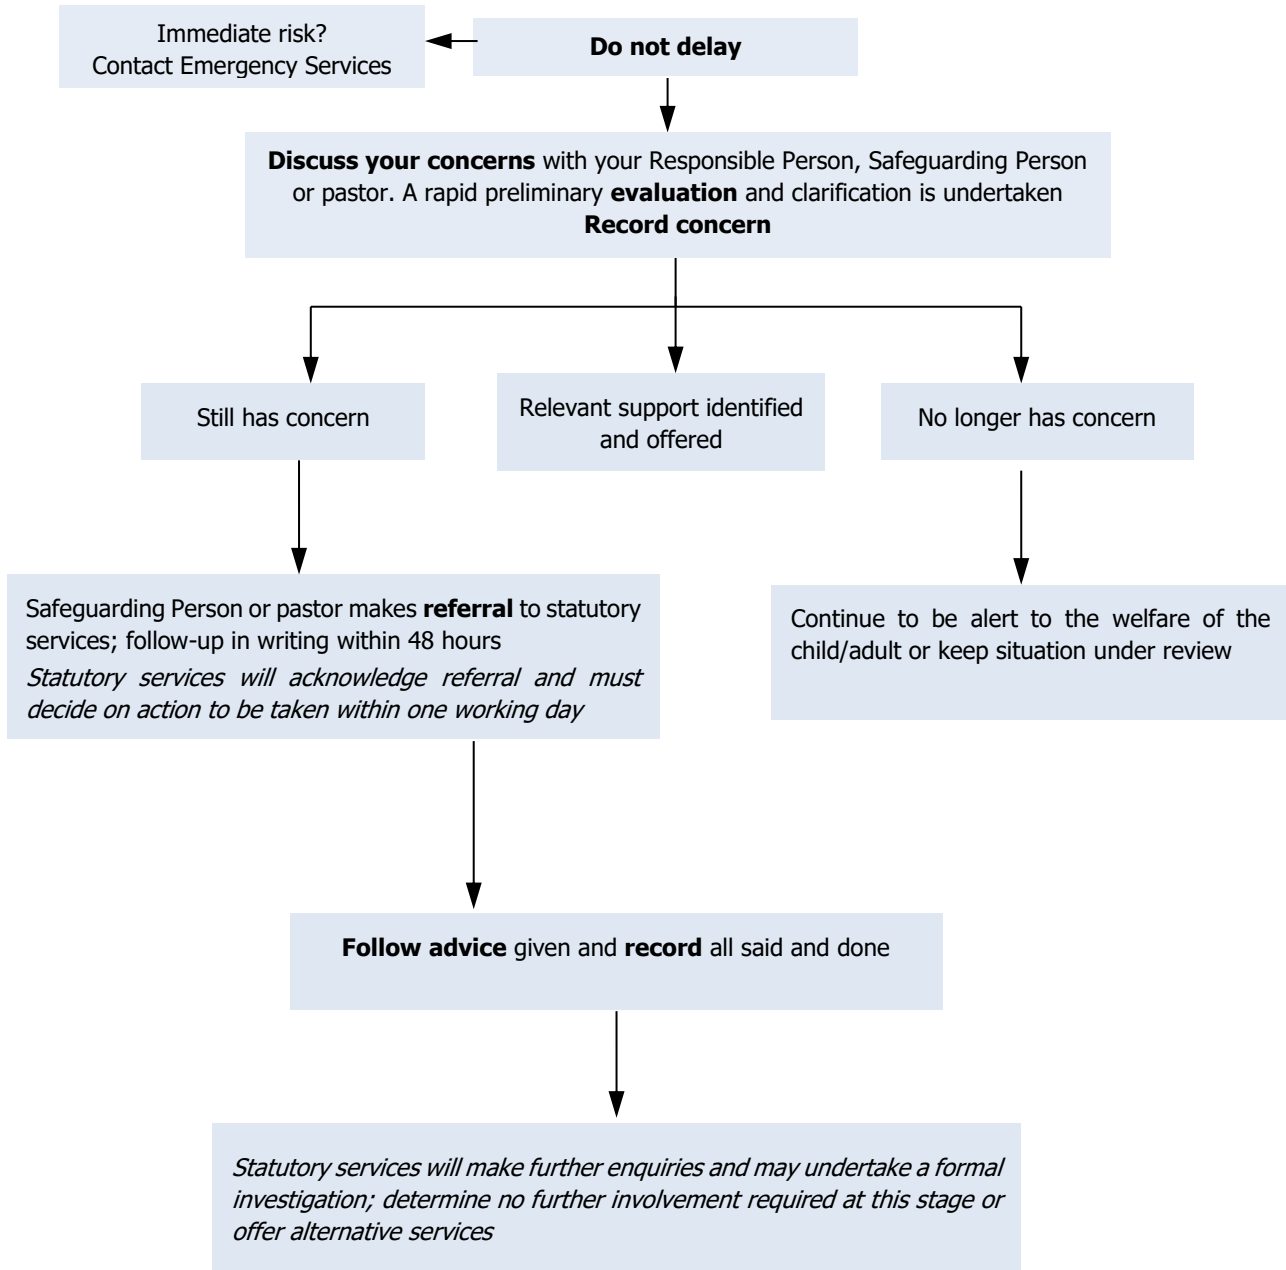 Immediate risk?
Contact Emergency Services
Do not delay
Discuss your concerns with your Responsible Person, Safeguarding Person
or pastor. A rapid preliminary evaluation and clarification is undertaken
Record concern
Still has concern
Relevant support identified
and offered
No longer has concern
Safeguarding Person or pastor makes referral to statutory
services; follow-up in writing within 48 hours
Statutory services will acknowledge referral and must
decide on action to be taken within one working day
Continue to be alert to the welfare of the
child/adult or keep situation under review
Follow advice given and record all said and done
Statutory services will make further enquiries and may undertake a formal
investigation; determine no further involvement required at this stage or
offer alternative services